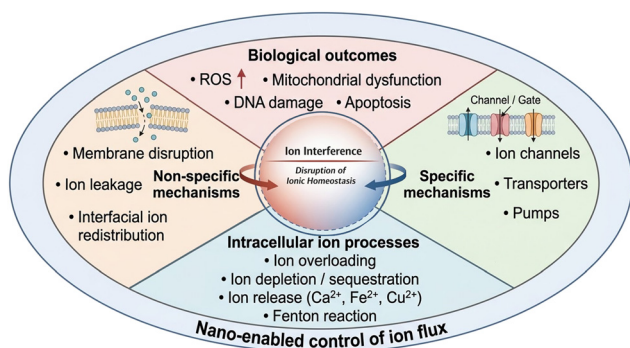 Biological outcomes
• ROS ↑ • Mitochondrial dysfunction
• DNA damage • Apoptosis
• Membrane disruption
• Ion leakage
• Interfacial ion
redistribution
Non-specific
mechanisms
Ion Interference
Disruption of
Ionic Homeostasis
Specific
mechanisms
Channel / Gate
• Ion channels
• Transporters
• Pumps
Intracellular ion processes
• Ion overloading
• Ion depletion / sequestration
• Ion release (Ca²⁺, Fe²⁺, Cu²⁺)
• Fenton reaction
Nano-enabled control of ion flux